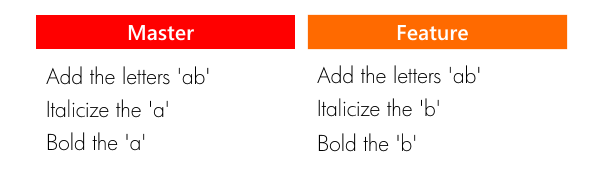 Master
Add the letters 'ab'
Italicize the 'a'
Bold the 'a'
Feature
Add the letters 'ab'
Italicize the 'b'
Bold the 'b'